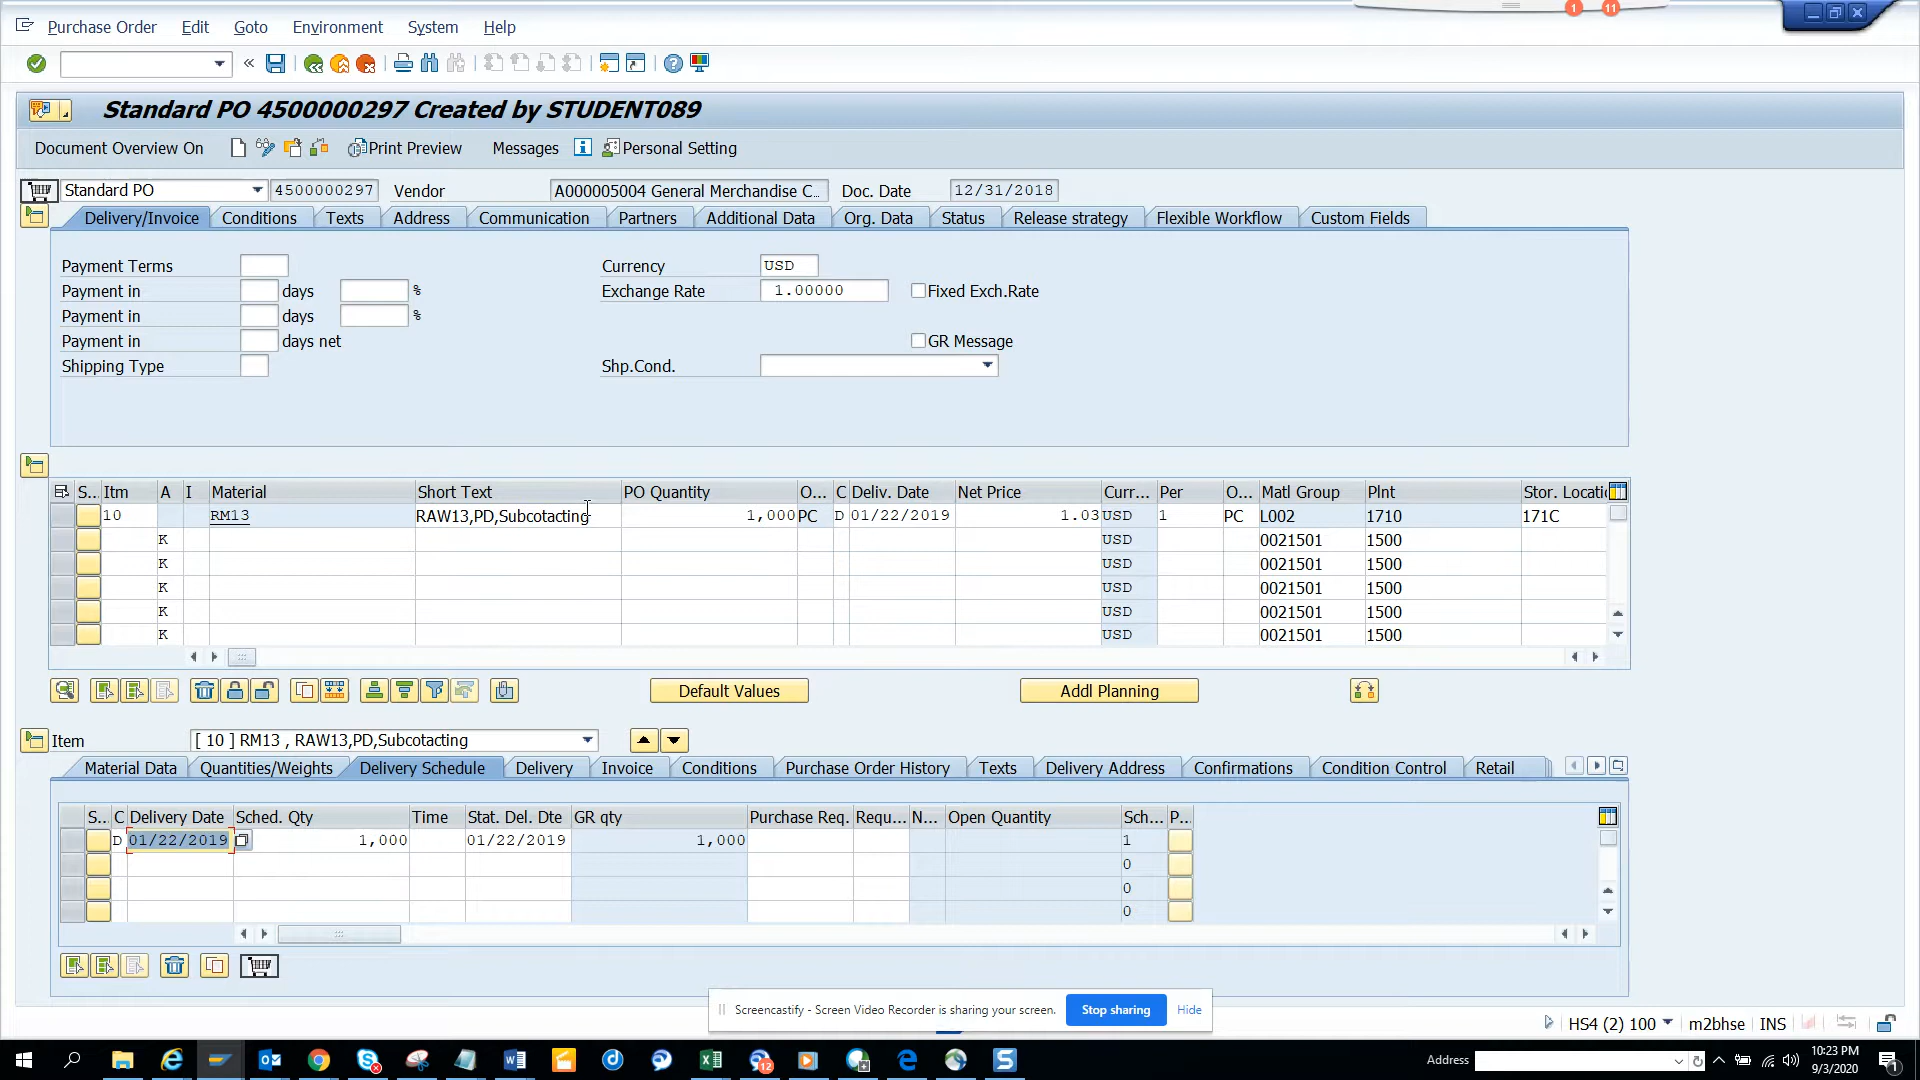 1 11
Purchase Order Edit Goto Environment System Help
Standard PO 4500000297 Created by STUDENT089
Document Overview On Print Preview Messages Personal Setting
Standard PO 4500000297 Vendor A000005004 General Merchandise C... Doc. Date 12/31/2018
Delivery/Invoice Conditions Texts Address Communication Partners Additional Data Org. Data Status Release strategy Flexible Workflow Custom Fields
Payment Terms Currency USD
Payment in days % Exchange Rate 1.00000 Fixed Exch.Rate
Payment in days %
Payment in days net GR Message
Shipping Type Shp.Cond.
S... Itm A I Material Short Text PO Quantity O... C Deliv. Date Net Price Curr... Per O... Matl Group Plnt Stor. Locatic
10 RM13 RAW13,PD,Subcotacting 1,000 PC D 01/22/2019 1.03 USD 1 PC L002 1710 171C
K USD 0021501 1500
K USD 0021501 1500
K USD 0021501 1500
K USD 0021501 1500
K USD 0021501 1500
Default Values Addl Planning
Item [ 10 ] RM13 , RAW13,PD,Subcotacting
Material Data Quantities/Weights Delivery Schedule Delivery Invoice Conditions Purchase Order History Texts Delivery Address Confirmations Condition Control Retail
S... C Delivery Date Sched. Qty Time Stat. Del. Dte GR qty Purchase Req. Requ... N... Open Quantity Sch... P...
D 01/22/2019 1,000 01/22/2019 1,000 1
0
0
0
Screencastify - Screen Video Recorder is sharing your screen. Stop sharing Hide
HS4 (2) 100 m2bhse INS
12 Address 10:23 PM
9/3/2020 1